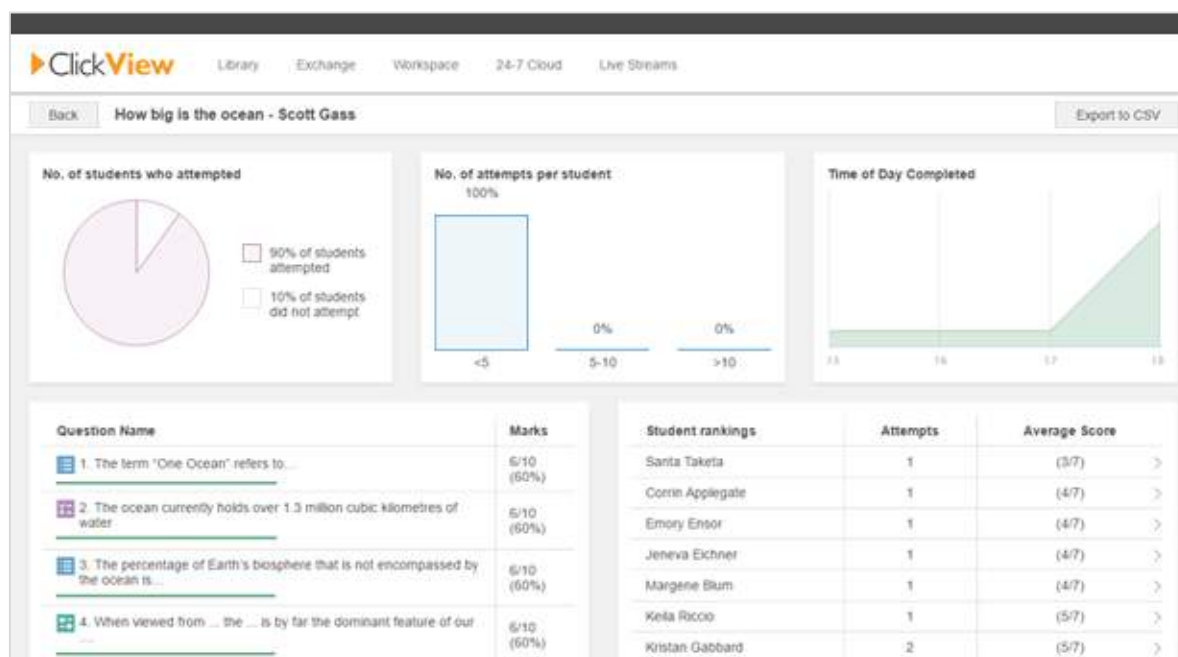 ClickView Library Exchange Workspace 24-7 Cloud Live Streams
Back How big is the ocean - Scott Gass Export to CSV
No. of students who attempted
90% of students
attempted
10% of students
did not attempt
No. of attempts per student
100%
0% 0%
<5 5-10 >10
Time of Day Completed
15 16 17 18
Question Name Marks
1. The term "One Ocean" refers to...
6/10
(60%)
2. The ocean currently holds over 1.3 million cubic kilometres of
water
6/10
(60%)
3. The percentage of Earth's biosphere that is not encompassed by
the ocean is...
6/10
(60%)
4. When viewed from ... the ... is by far the dominant feature of our
....
6/10
(60%)
Student rankings Attempts Average Score
Santa Taketa 1 (3/7)
Corrin Applegate 1 (4/7)
Emory Ensor 1 (4/7)
Jeneva Eichner 1 (4/7)
Margene Blum 1 (4/7)
Keila Riccio 1 (5/7)
Kristan Gabbard 2 (5/7)